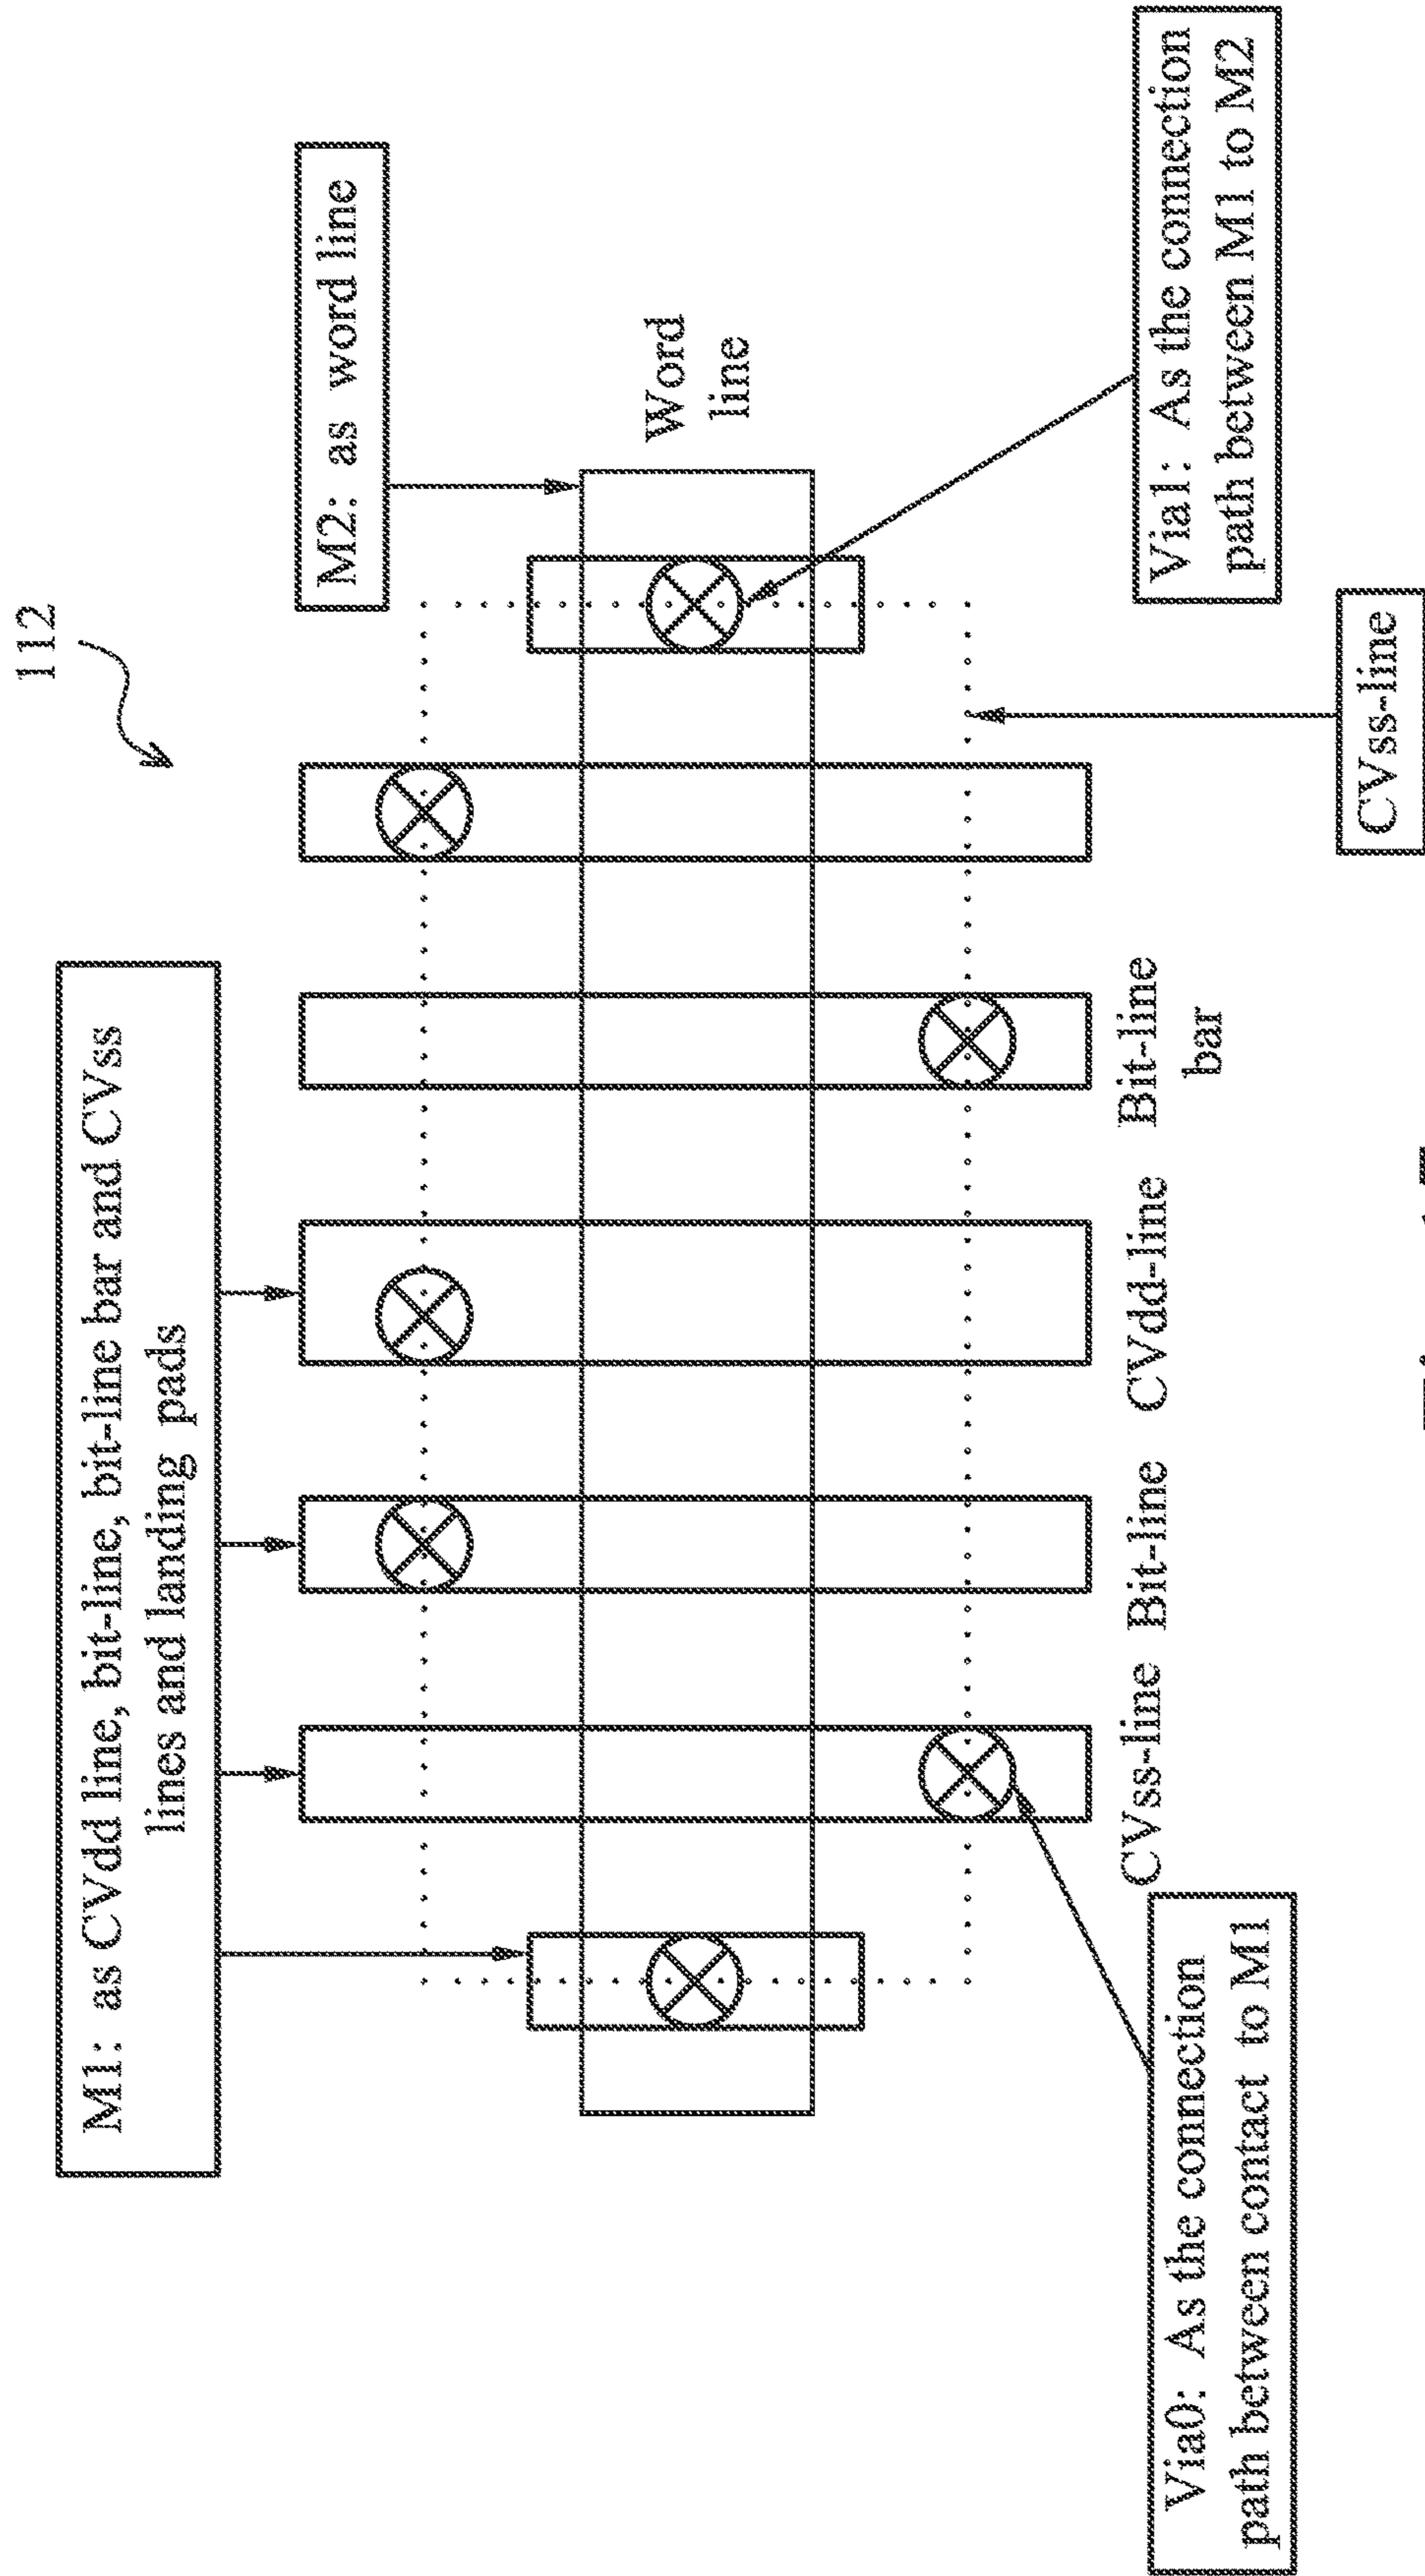 112
M1: as CVdd line, bit-line, bit-line bar and CVss
lines and landing pads
M2: as word line
Word
line
CVss-line
Bit-line
CVdd-line
Bit-line
bar
Via0: As the connection
path between contact to M1
CVss-line
Via1: As the connection
path between M1 to M2